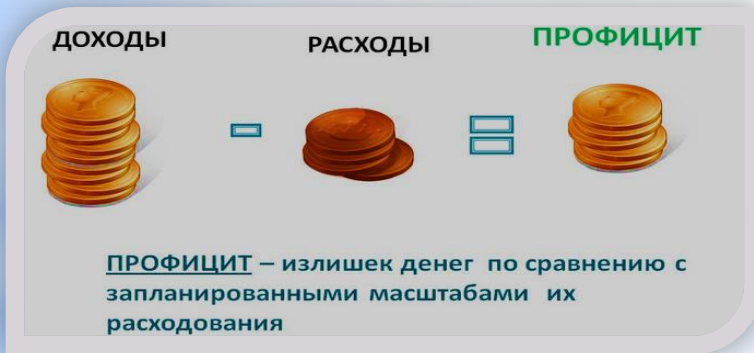 ДОХОДЫ
РАСХОДЫ
ПРОФИЦИТ
ПРОФИЦИТ – излишек денег по сравнению с
запланированными масштабами их
расходования